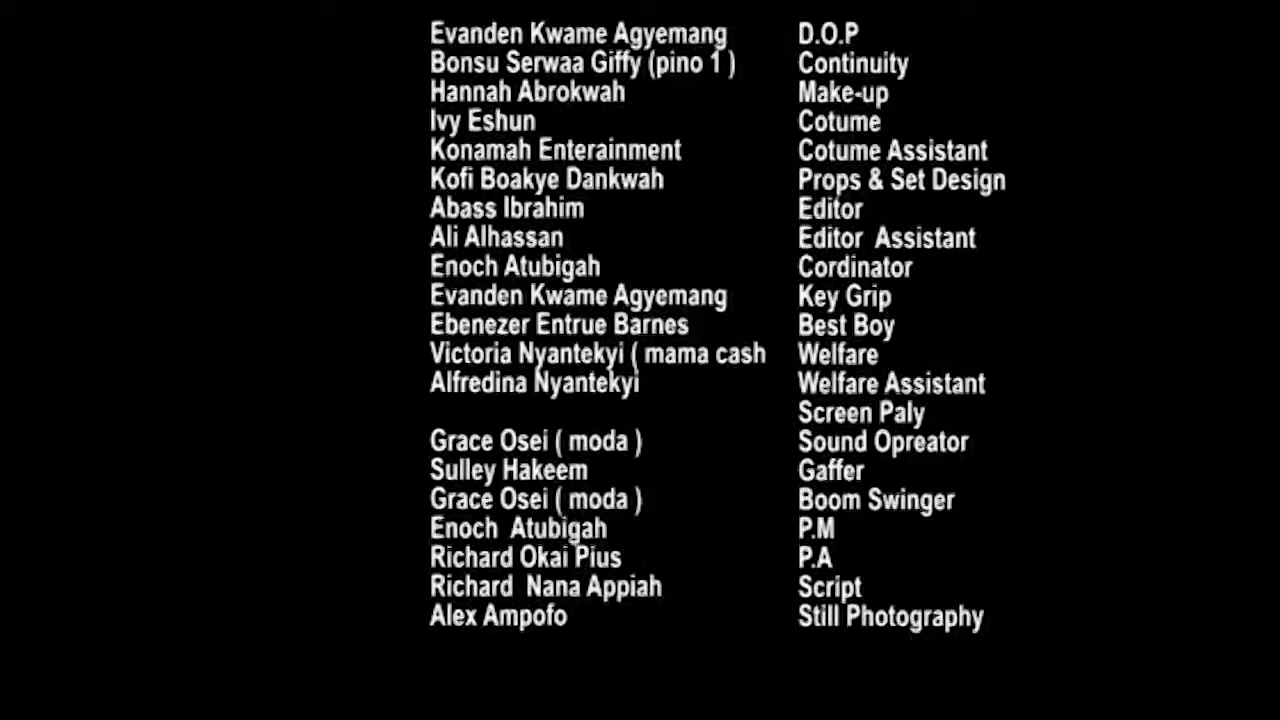 Evanden Kwame Agyemang D.O.P
Bonsu Serwaa Giffy (pino 1 ) Continuity
Hannah Abrokwah Make-up
Ivy Eshun Cotume
Konamah Enterainment Cotume Assistant
Kofi Boakye Dankwah Props & Set Design
Abass Ibrahim Editor
Ali Alhassan Editor Assistant
Enoch Atubigah Cordinator
Evanden Kwame Agyemang Key Grip
Ebenezer Entrue Barnes Best Boy
Victoria Nyantekyi ( mama cash Welfare
Alfredina Nyantekyi Welfare Assistant
Screen Paly
Grace Osei ( moda ) Sound Opreator
Sulley Hakeem Gaffer
Grace Osei ( moda ) Boom Swinger
Enoch Atubigah P.M
Richard Okai Pius P.A
Richard Nana Appiah Script
Alex Ampofo Still Photography